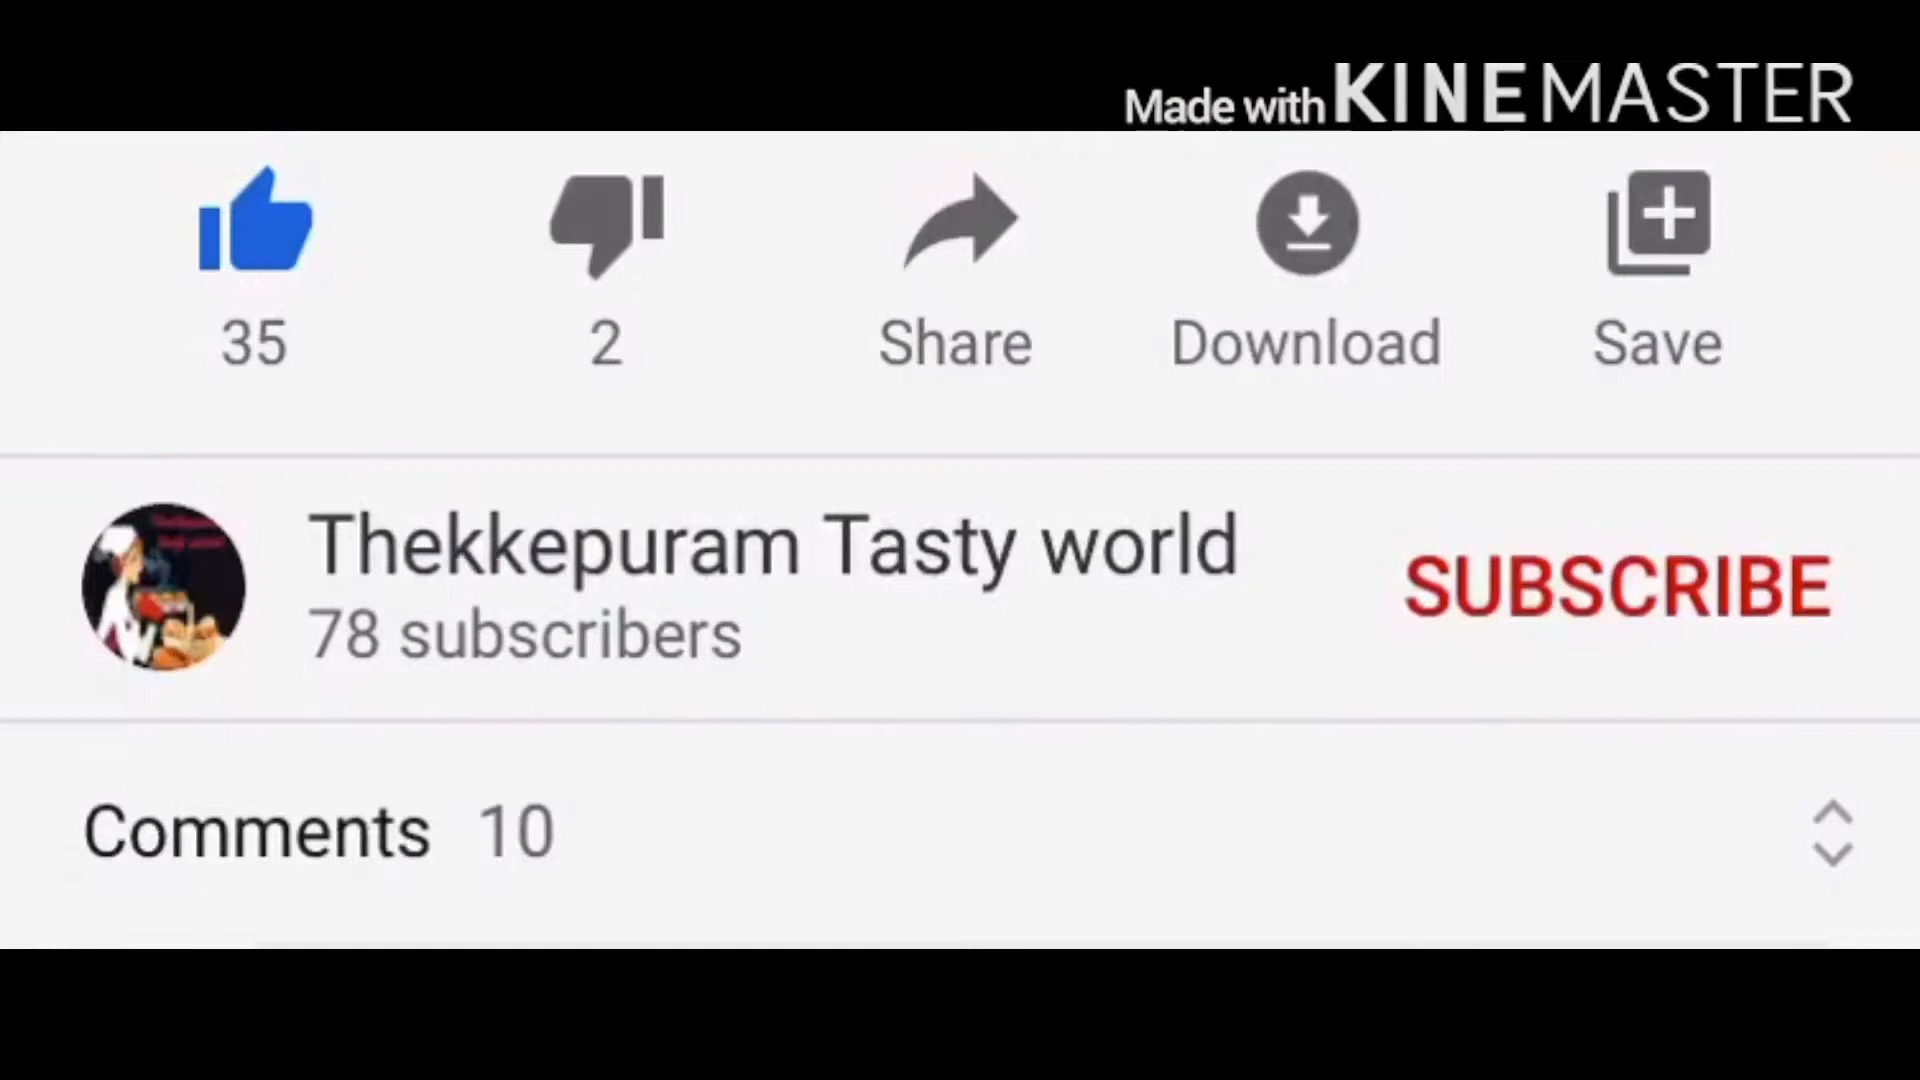 Made with KINEMASTER
35 2 Share Download Save
Thekkepuram Tasty world
78 subscribers
SUBSCRIBE
Comments 10